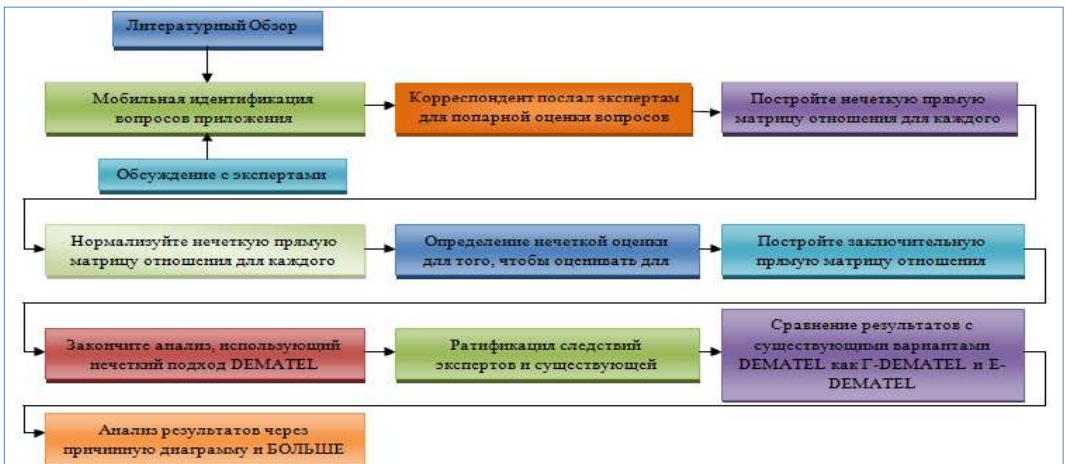 Литературный Обзор
Мобильная идентификация
вопросов приложения
Обсуждение с экспертами
Корреспондент послал экспертам
для попарной оценки вопросов
Постройте нечеткую прямую
матрицу отношения для каждого
Нормализуйте нечеткую прямую
матрицу отношения для каждого
Определение нечеткой оценки
для того, чтобы оценивать для
Постройте заключительную
прямую матрицу отношения
Закончите анализ, использующий
нечеткий подход DEMATEL
Ратификация следствий
экспертов и существующей
Сравнение результатов с
существующими вариантами
DEMATEL как Г-DEMATEL и Е-
DEMATEL
Анализ результатов через
причинную диаграмму и БОЛЬШЕ